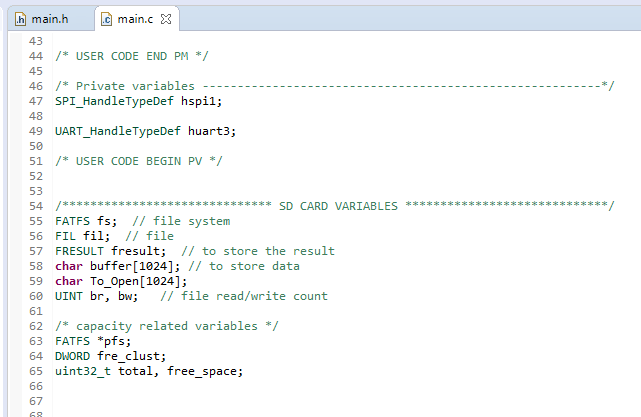 main.h main.c
43
44 /* USER CODE END PM */
45
46 /* Private variables ---------------------------------------------------------*/
47 SPI_HandleTypeDef hspi1;
48
49 UART_HandleTypeDef huart3;
50
51 /* USER CODE BEGIN PV */
52
53
54 /****************************** SD CARD VARIABLES *****************************/
55 FATFS fs;  // file system
56 FIL fil;  // file
57 FRESULT fresult;  // to store the result
58 char buffer[1024]; // to store data
59 char To_Open[1024];
60 UINT br, bw;   // file read/write count
61
62 /* capacity related variables */
63 FATFS *pfs;
64 DWORD fre_clust;
65 uint32_t total, free_space;
66
67
68